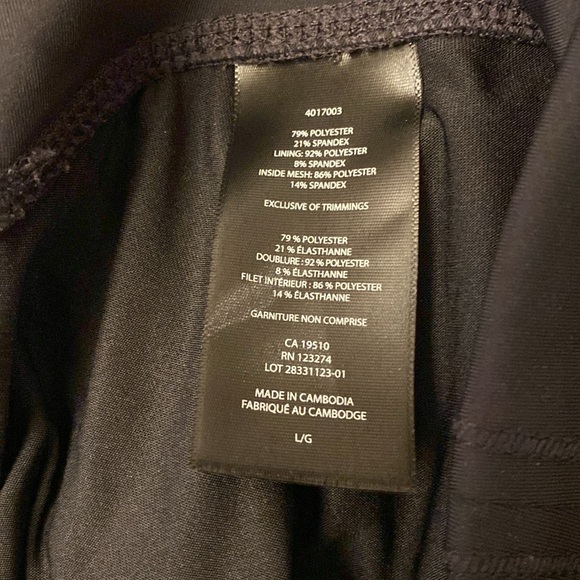 4017003
79% POLYESTER
21% SPANDEX
LINING: 92% POLYESTER
8% SPANDEX
INSIDE MESH: 86% POLYESTER
14% SPANDEX
EXCLUSIVE OF TRIMMINGS
79 % POLYESTER
21 % ÉLASTHANNE
DOUBLURE : 92 % POLYESTER
8 % ÉLASTHANNE
FILET INTÉRIEUR : 86 % POLYESTER
14 % ÉLASTHANNE
GARNITURE NON COMPRISE
CA 19510
RN 123274
LOT 28331123-01
MADE IN CAMBODIA
FABRIQUÉ AU CAMBODGE
L/G